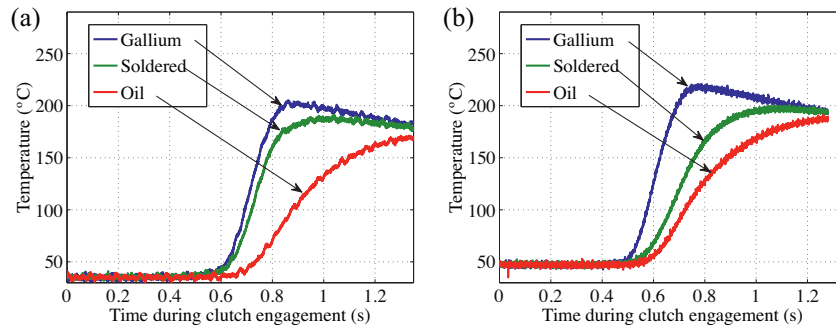 (a)
250
200
150
100
50
Temperature (°C)
Gallium
Soldered
Oil
0 0.2 0.4 0.6 0.8 1 1.2
Time during clutch engagement (s)
(b)
250
200
150
100
50
Temperature (°C)
Gallium
Soldered
Oil
0 0.2 0.4 0.6 0.8 1 1.2
Time during clutch engagement (s)